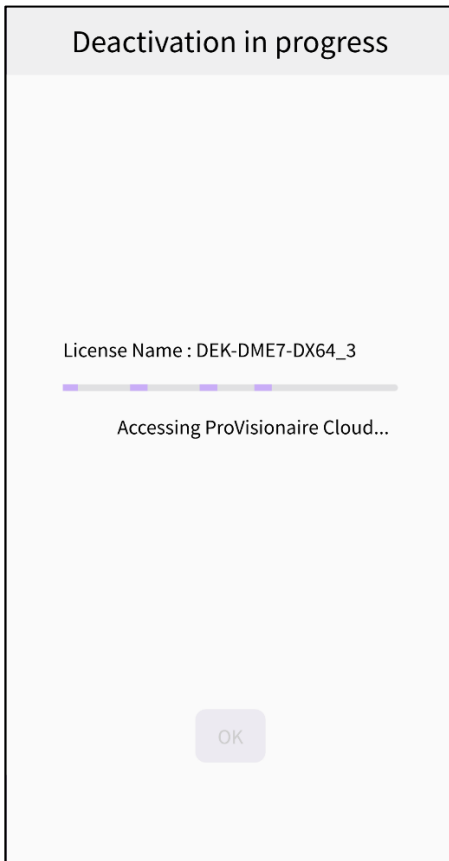 Deactivation in progress
License Name : DEK-DME7-DX64_3
Accessing ProVisionaire Cloud...
OK